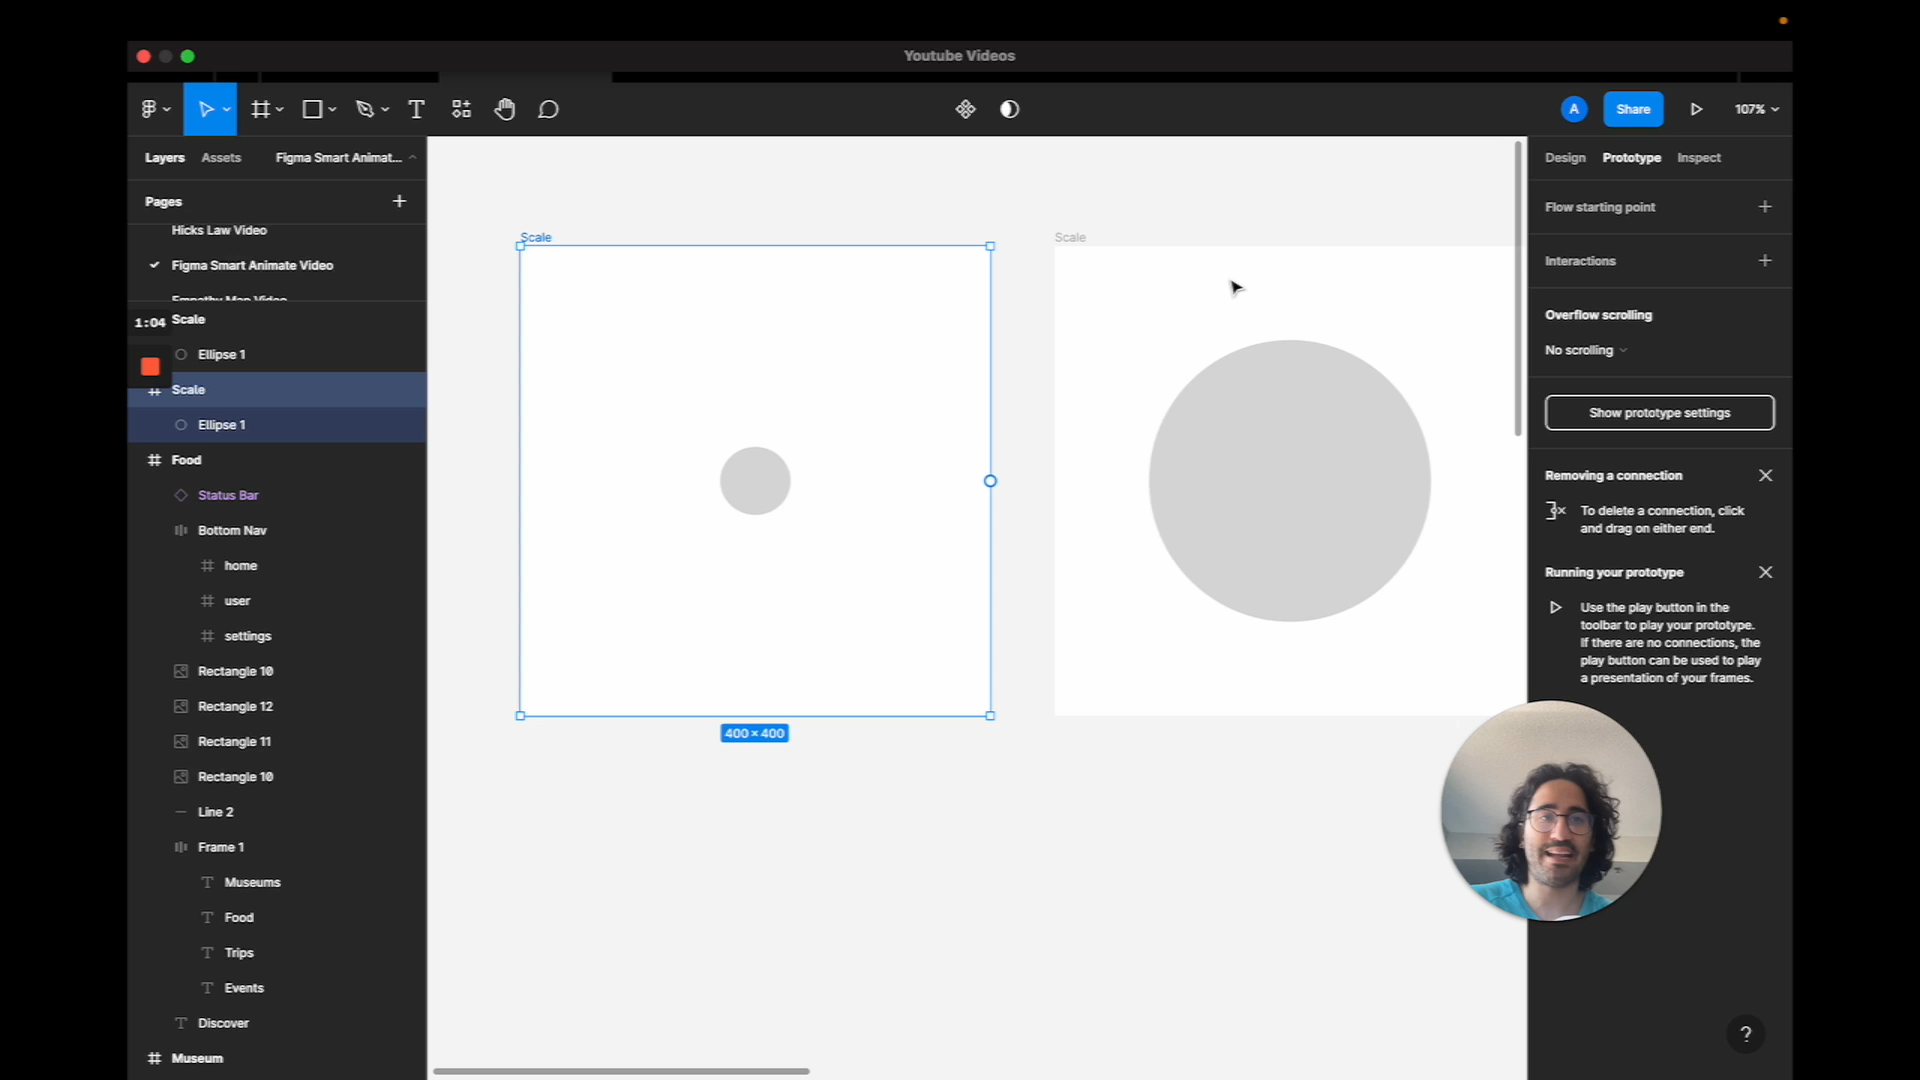 Youtube Videos
A
Share
107%
Layers
Assets
Figma Smart Animat...
Design
Prototype
Inspect
Pages
Hicks Law Video
Figma Smart Animate Video
Empathy Map Video
1:04
Scale
Ellipse 1
Scale
Ellipse 1
Food
Status Bar
Bottom Nav
home
user
settings
Rectangle 10
Rectangle 12
Rectangle 11
Rectangle 10
Line 2
Frame 1
Museums
Food
Trips
Events
Discover
Museum
Scale
400 × 400
Scale
Flow starting point
Interactions
Overflow scrolling
No scrolling
Show prototype settings
Removing a connection
To delete a connection, click
and drag on either end.
Running your prototype
Use the play button in the
toolbar to play your prototype.
If there are no connections, the
play button can be used to play
a presentation of your frames.
?